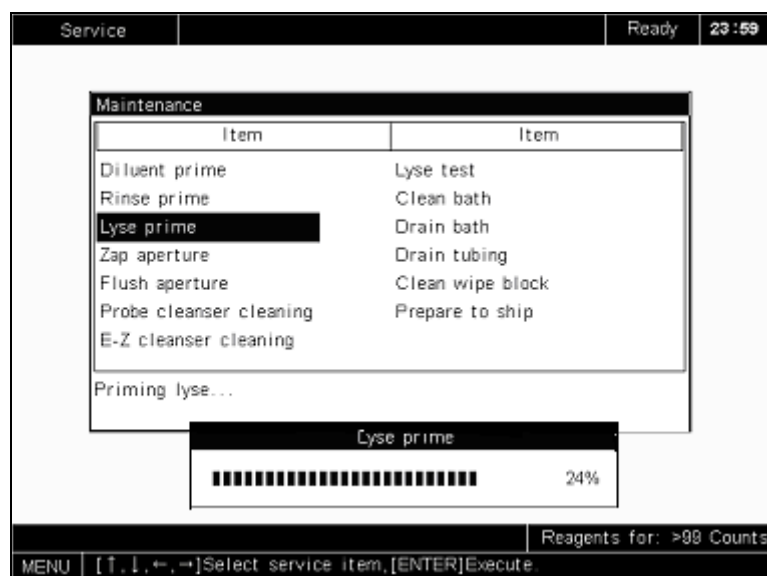 Service Ready 23:59
Maintenance
Item Item
Diluent prime Lyse test
Rinse prime Clean bath
Lyse prime Drain bath
Zap aperture Drain tubing
Flush aperture Clean wipe block
Probe cleanser cleaning Prepare to ship
E-Z cleanser cleaning
Priming lyse...
Lyse prime
24%
Reagents for: >99 Counts
MENU [↑,↓,←,→]Select service item,[ENTER]Execute.